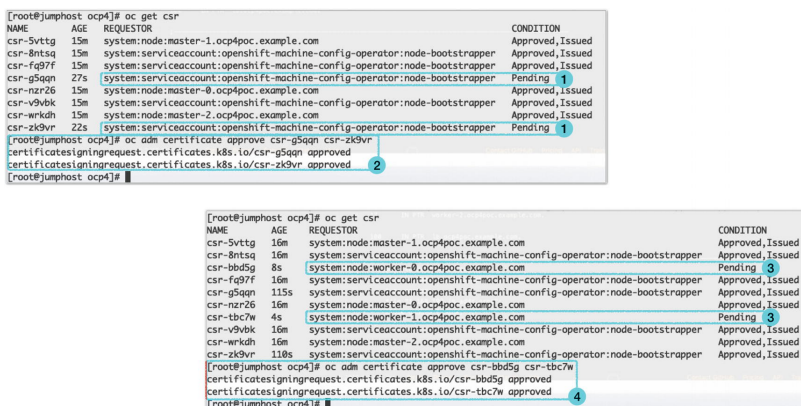 [root@jumphost ocp4]# oc get csr
NAME AGE REQUESTOR CONDITION
csr-5vttg 15m system:node:master-1.ocp4poc.example.com Approved,Issued
csr-8ntsq 15m system:serviceaccount:openshift-machine-config-operator:node-bootstrapper Approved,Issued
csr-fq97f 15m system:serviceaccount:openshift-machine-config-operator:node-bootstrapper Approved,Issued
csr-g5qqn 27s system:serviceaccount:openshift-machine-config-operator:node-bootstrapper Pending 1
csr-nzr26 15m system:node:master-0.ocp4poc.example.com Approved,Issued
csr-v9vbk 15m system:serviceaccount:openshift-machine-config-operator:node-bootstrapper Approved,Issued
csr-wrkdh 15m system:node:master-2.ocp4poc.example.com Approved,Issued
csr-zk9vr 22s system:serviceaccount:openshift-machine-config-operator:node-bootstrapper Pending 1
[root@jumphost ocp4]# oc adm certificate approve csr-g5qqn csr-zk9vr
certificatesigningrequest.certificates.k8s.io/csr-g5qqn approved
certificatesigningrequest.certificates.k8s.io/csr-zk9vr approved 2
[root@jumphost ocp4]#
[root@jumphost ocp4]# oc get csr
NAME AGE REQUESTOR CONDITION
csr-5vttg 16m system:node:master-1.ocp4poc.example.com Approved,Issued
csr-8ntsq 16m system:serviceaccount:openshift-machine-config-operator:node-bootstrapper Approved,Issued
csr-bbd5g 8s system:node:worker-0.ocp4poc.example.com Pending 3
csr-fq97f 16m system:serviceaccount:openshift-machine-config-operator:node-bootstrapper Approved,Issued
csr-g5qqn 115s system:serviceaccount:openshift-machine-config-operator:node-bootstrapper Approved,Issued
csr-nzr26 16m system:node:master-0.ocp4poc.example.com Approved,Issued
csr-tbc7w 4s system:node:worker-1.ocp4poc.example.com Pending 3
csr-v9vbk 16m system:serviceaccount:openshift-machine-config-operator:node-bootstrapper Approved,Issued
csr-wrkdh 16m system:node:master-2.ocp4poc.example.com Approved,Issued
csr-zk9vr 110s system:serviceaccount:openshift-machine-config-operator:node-bootstrapper Approved,Issued
[root@jumphost ocp4]# oc adm certificate approve csr-bbd5g csr-tbc7w
certificatesigningrequest.certificates.k8s.io/csr-bbd5g approved
certificatesigningrequest.certificates.k8s.io/csr-tbc7w approved 4
[root@jumphost ocp4]#